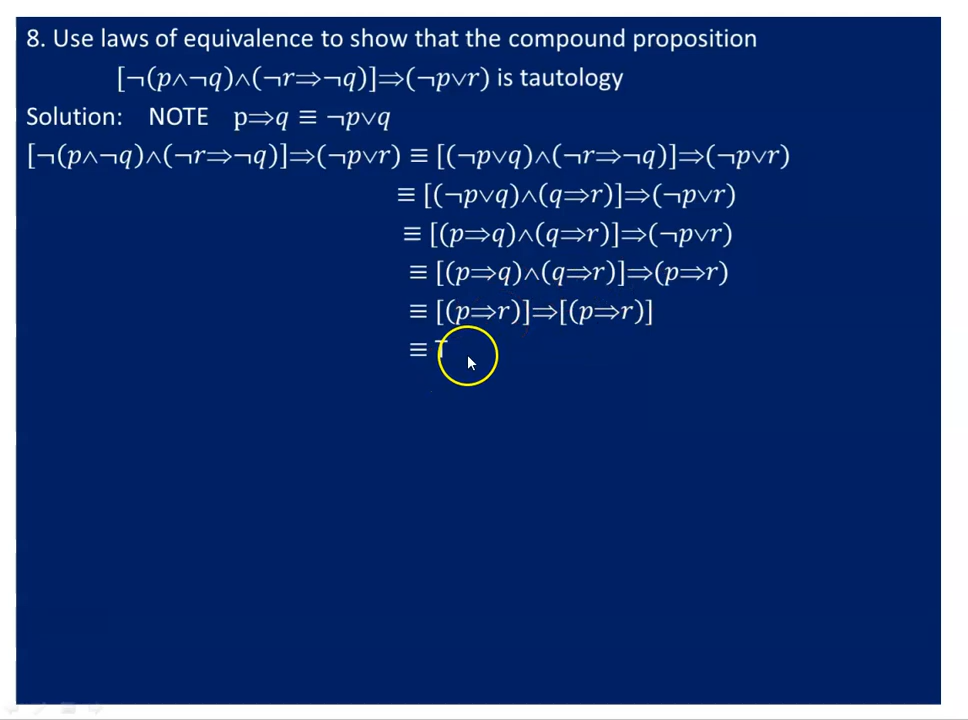 8. Use laws of equivalence to show that the compound proposition
[¬(p∧¬q)∧(¬r⇒¬q)]⇒(¬p∨r) is tautology
Solution: NOTE p⇒q ≡ ¬p∨q
[¬(p∧¬q)∧(¬r⇒¬q)]⇒(¬p∨r) ≡ [(¬p∨q)∧(¬r⇒¬q)]⇒(¬p∨r)
≡ [(¬p∨q)∧(q⇒r)]⇒(¬p∨r)
≡ [(p⇒q)∧(q⇒r)]⇒(¬p∨r)
≡ [(p⇒q)∧(q⇒r)]⇒(p⇒r)
≡ [(p⇒r)]⇒[(p⇒r)]
≡ T